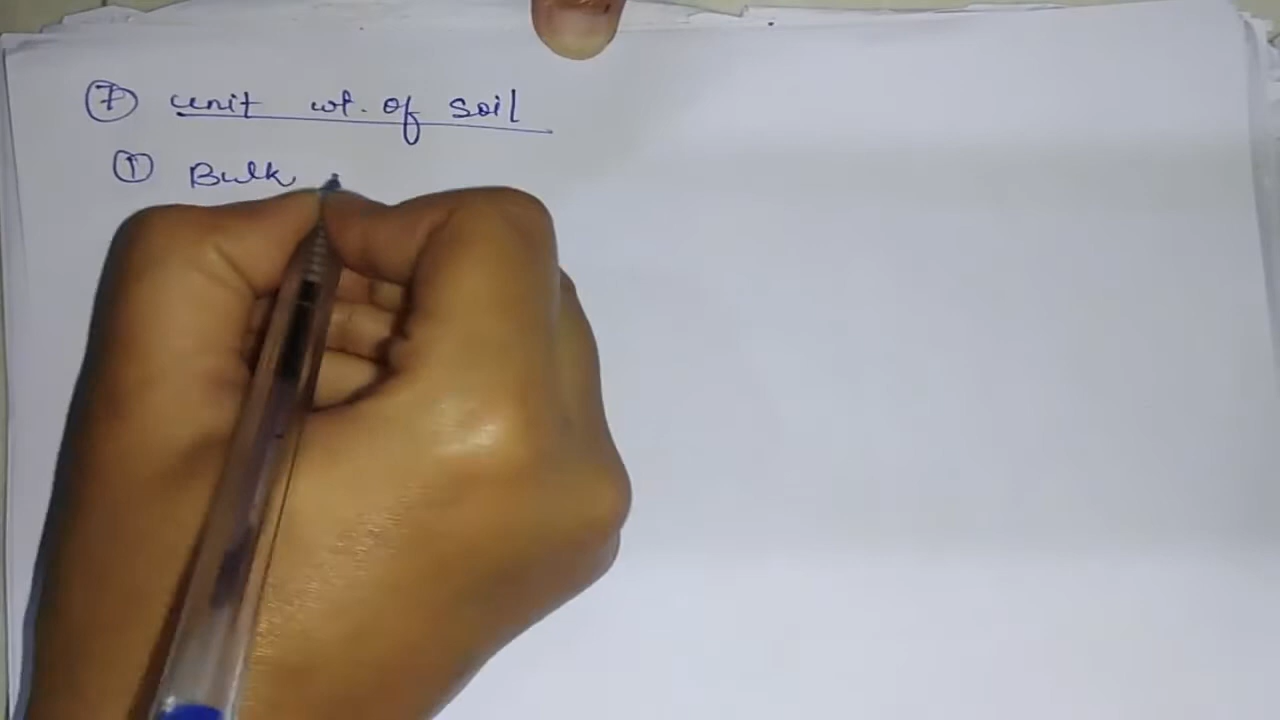 ⑦ unit wt. of soil
① Bulk